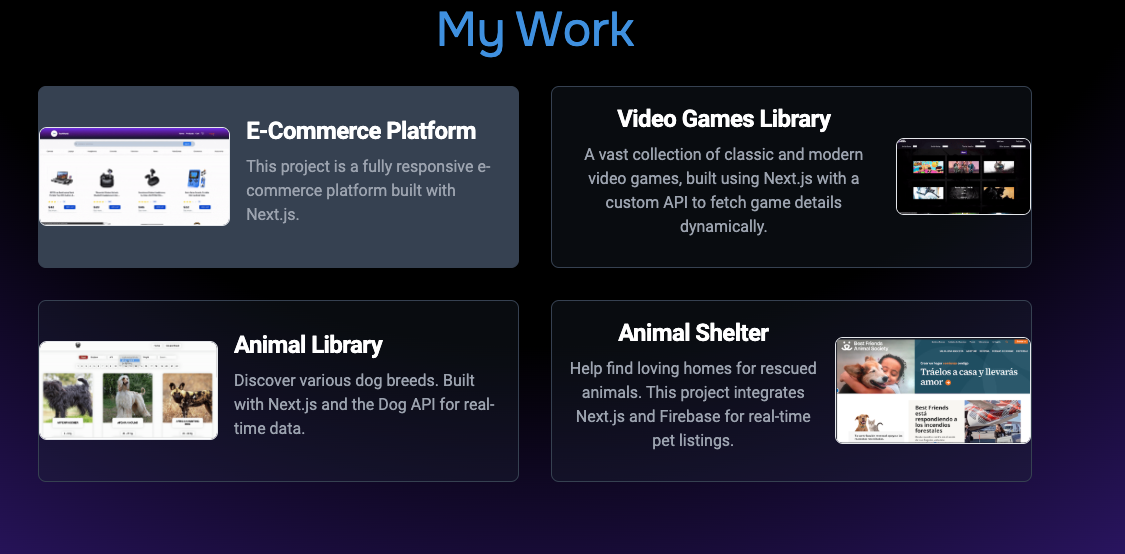 My Work
E-Commerce Platform
This project is a fully responsive e-
commerce platform built with
Next.js.
Video Games Library
A vast collection of classic and modern
video games, built using Next.js with a
custom API to fetch game details
dynamically.
Animal Library
Discover various dog breeds. Built
with Next.js and the Dog API for real-
time data.
Animal Shelter
Help find loving homes for rescued
animals. This project integrates
Next.js and Firebase for real-time
pet listings.
Best Friends
Animal Society
Tráelos a casa y llevarás
amor
Best Friends
está
respondiendo a
los incendios
forestales